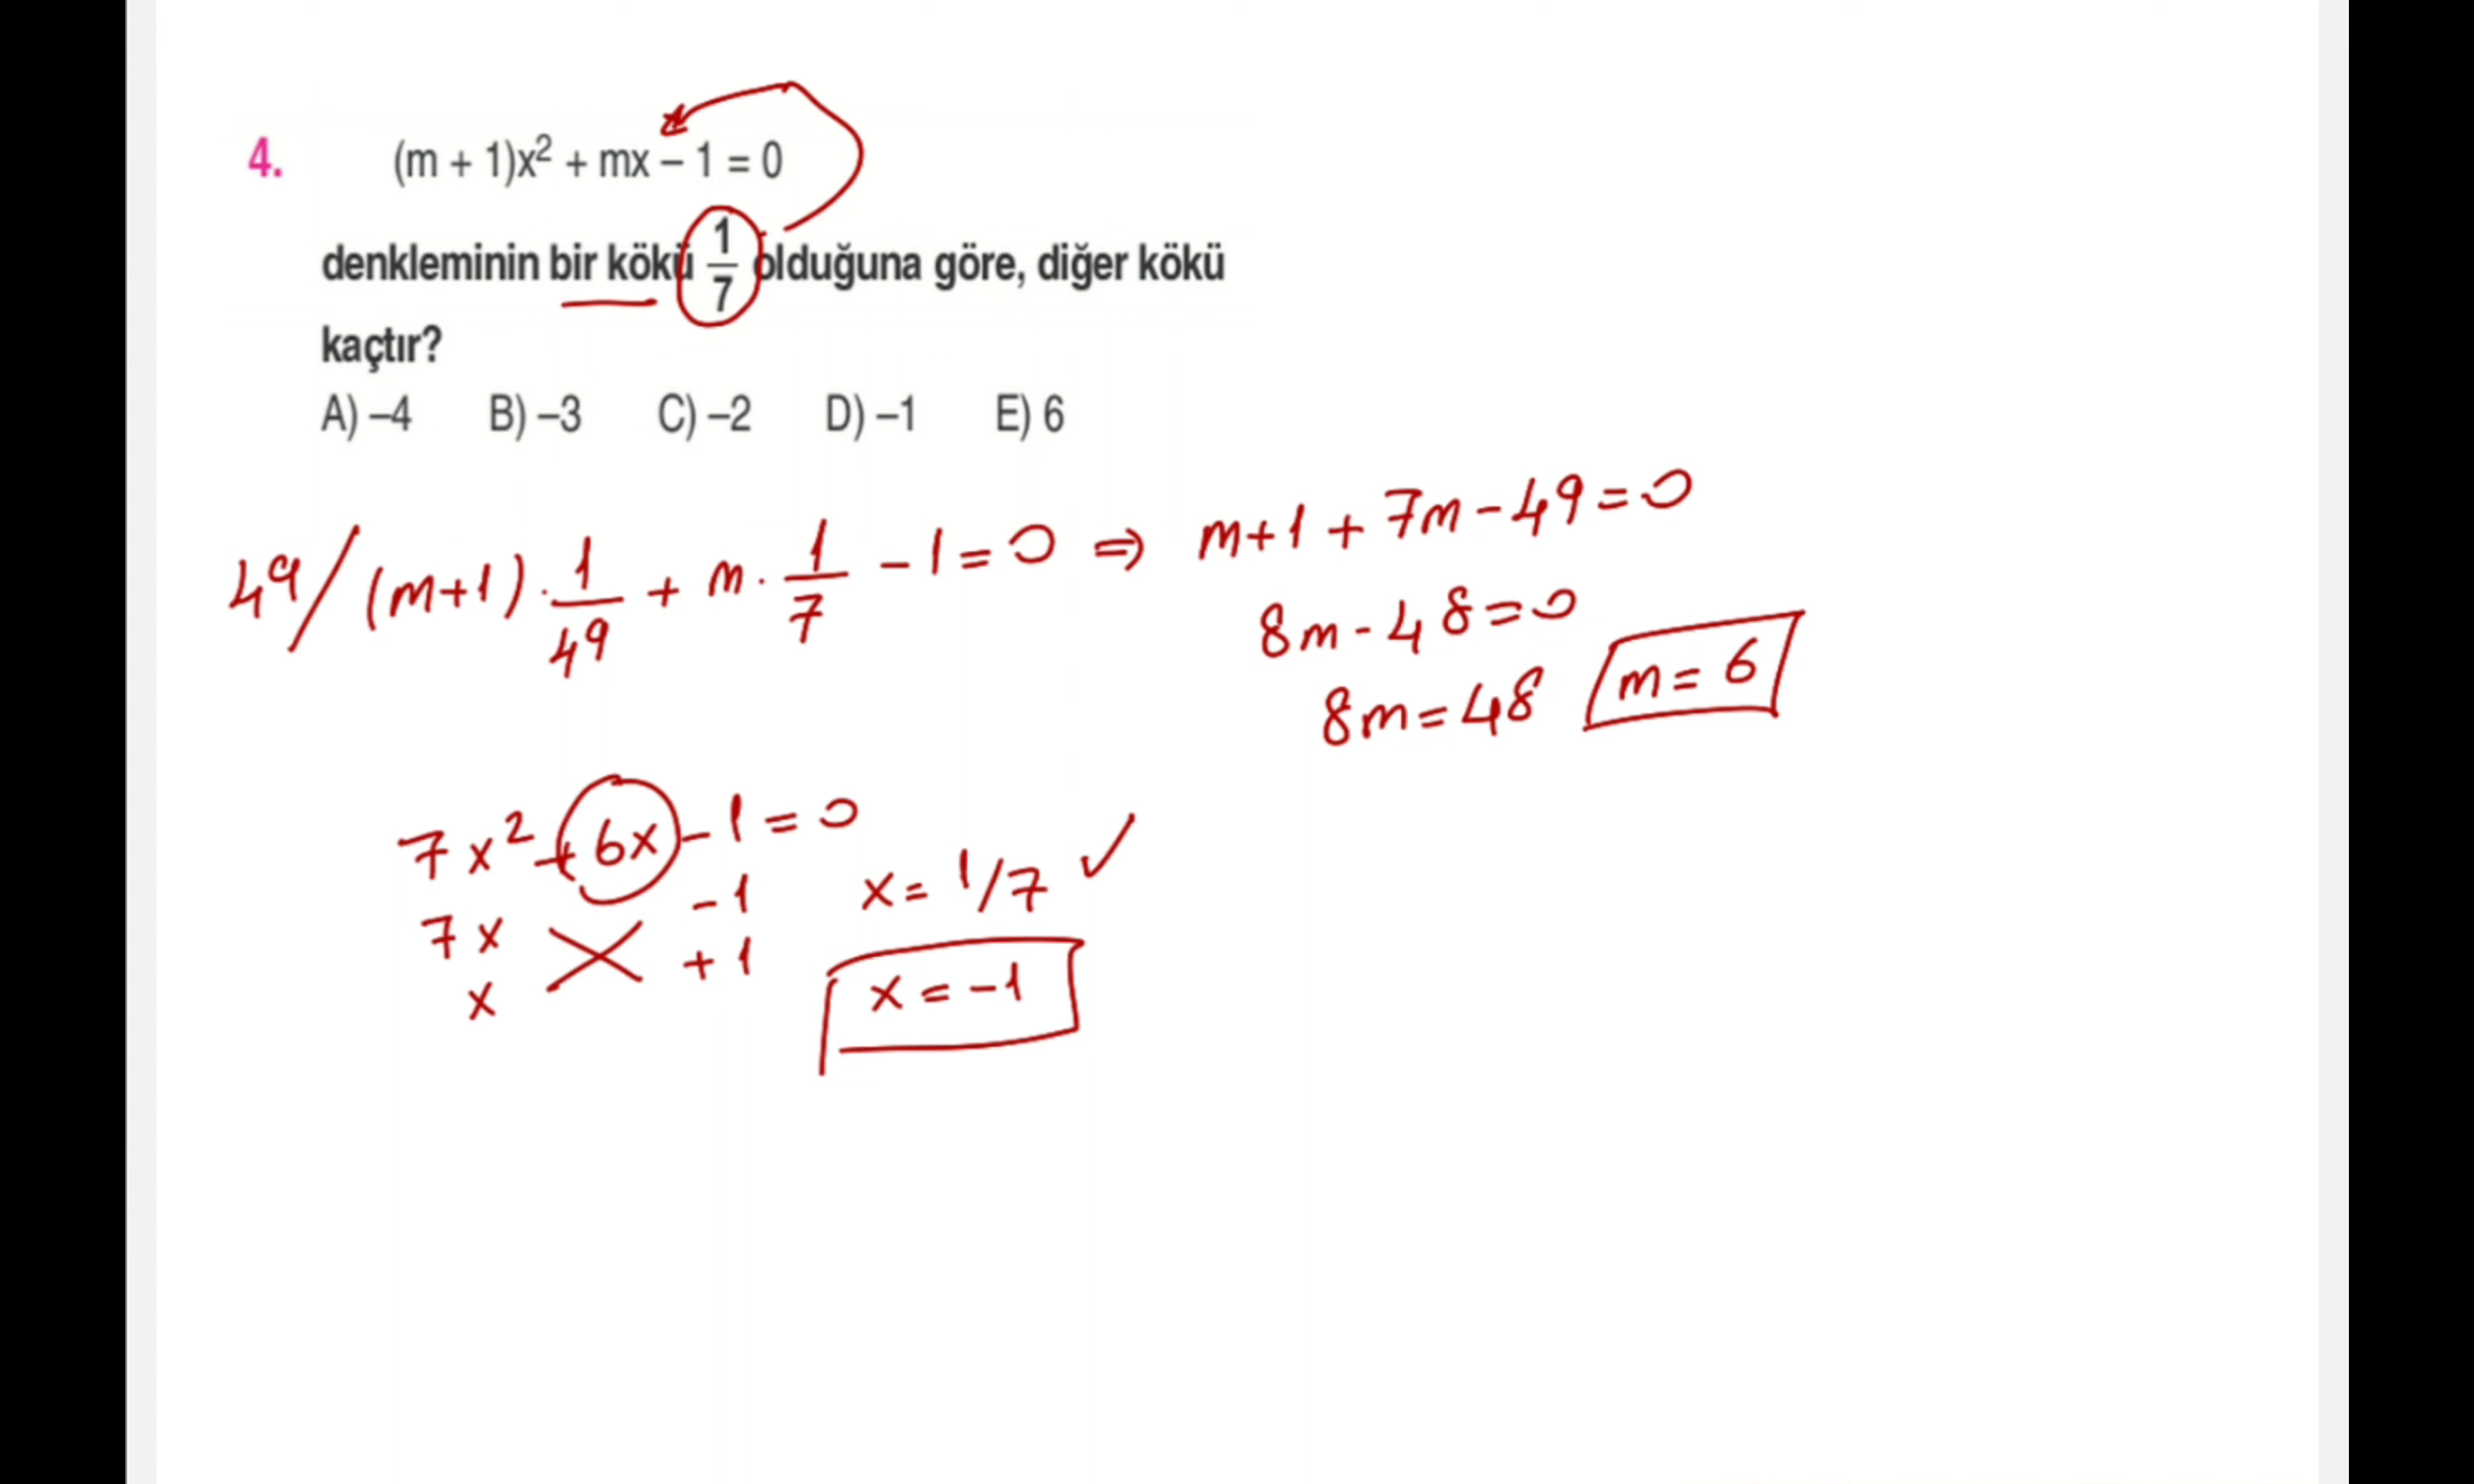 4. (m + 1)x² + mx – 1 = 0
denkleminin bir kökü 1/7 olduğuna göre, diğer kökü
kaçtır?
A) –4 B) –3 C) –2 D) –1 E) 6
49/ (m+1) · 1/49 + m · 1/7 - 1 = 0 ⇒ m+1 + 7m - 49 = 0
8m - 48 = 0
8m = 48 m = 6
7x² + 6x - 1 = 0
7x -1 x = 1/7 ✓
x +1 x = -1